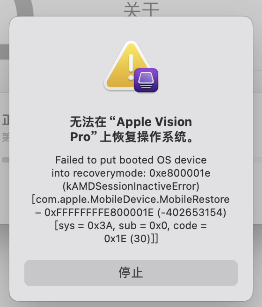 关于
无法在“Apple Vision
Pro”上恢复操作系统。
Failed to put booted OS device
into recoverymode: 0xe800001e
(kAMDSessionInactiveError)
[com.apple.MobileDevice.MobileRestore
– 0xFFFFFFFFE800001E (-402653154)
[sys = 0x3A, sub = 0x0, code =
0x1E (30)]]
停止